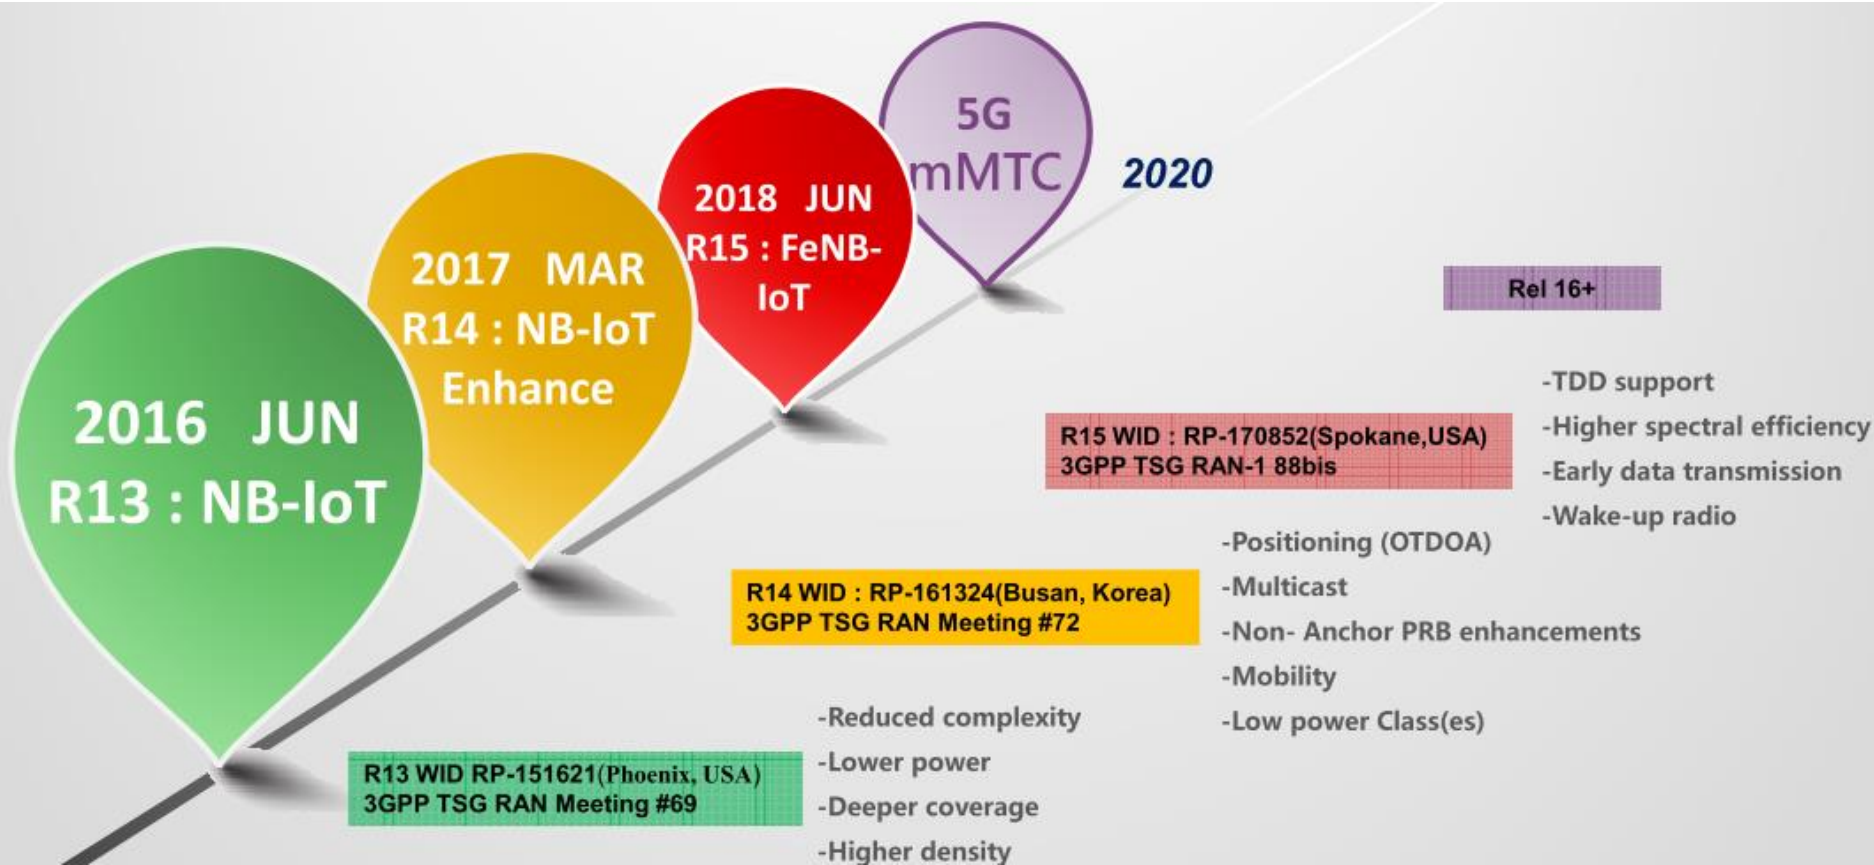 5G
mMTC
2020
2018 JUN
R15 : FeNB-
IoT
2017 MAR
R14 : NB-IoT
Enhance
2016 JUN
R13 : NB-IoT
Rel 16+
-TDD support
-Higher spectral efficiency
-Early data transmission
-Wake-up radio
R15 WID : RP-170852(Spokane,USA)
3GPP TSG RAN-1 88bis
-Positioning (OTDOA)
-Multicast
-Non- Anchor PRB enhancements
-Mobility
-Low power Class(es)
R14 WID : RP-161324(Busan, Korea)
3GPP TSG RAN Meeting #72
-Reduced complexity
-Lower power
-Deeper coverage
-Higher density
R13 WID RP-151621(Phoenix, USA)
3GPP TSG RAN Meeting #69